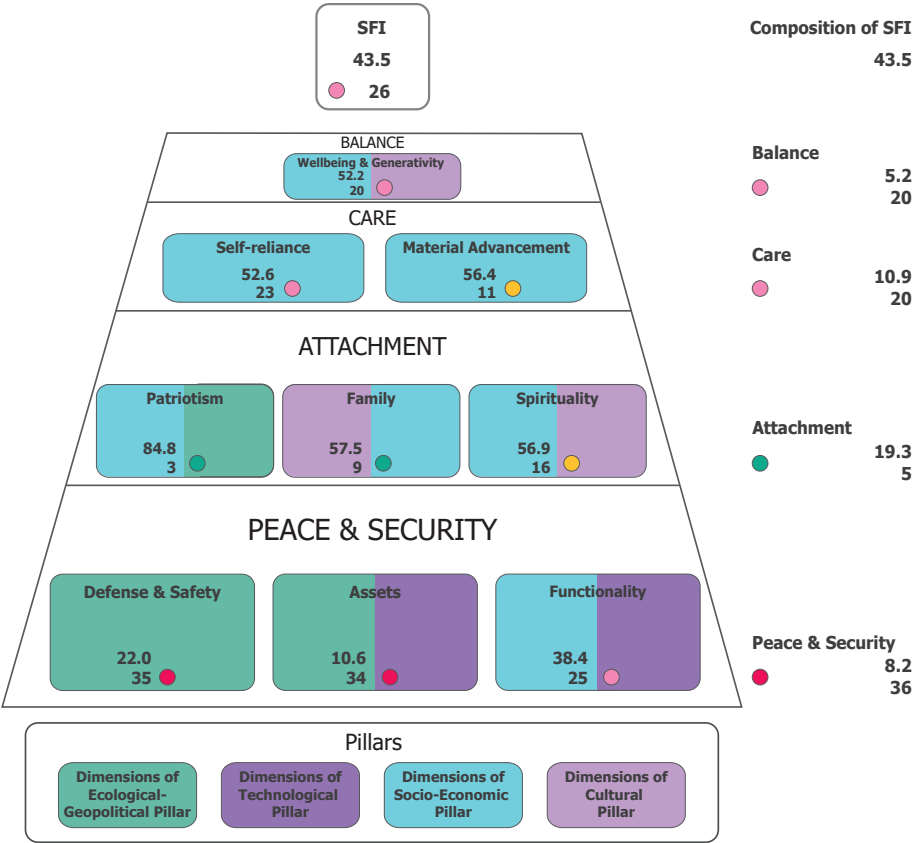 SFI
43.5
26
Composition of SFI
43.5
BALANCE
Wellbeing & Generativity
52.2
20
Balance
5.2
20
CARE
Self-reliance
52.6
23
Material Advancement
56.4
11
Care
10.9
20
ATTACHMENT
Patriotism
84.8
3
Family
57.5
9
Spirituality
56.9
16
Attachment
19.3
5
PEACE & SECURITY
Defense & Safety
22.0
35
Assets
10.6
34
Functionality
38.4
25
Peace & Security
8.2
36
Pillars
Dimensions of
Ecological-
Geopolitical Pillar
Dimensions of
Technological
Pillar
Dimensions of
Socio-Economic
Pillar
Dimensions of
Cultural
Pillar